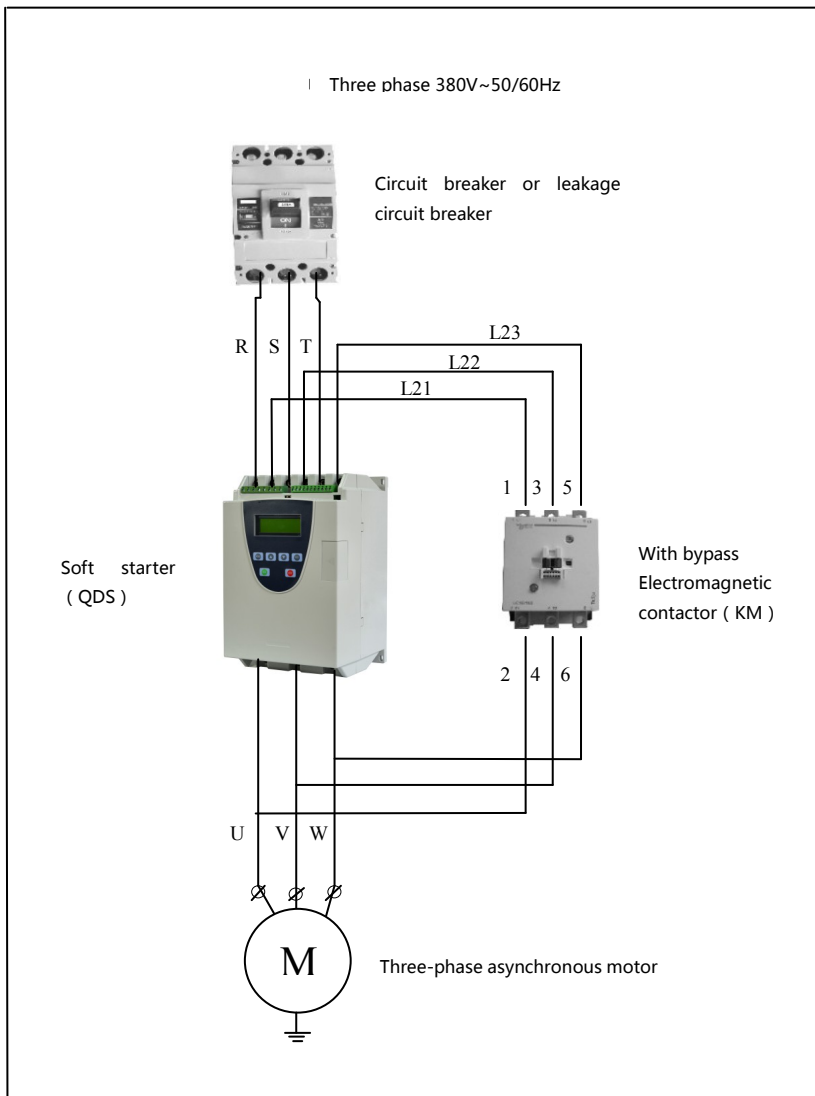 Three phase 380V~50/60Hz
Circuit breaker or leakage
circuit breaker
R S T
L23
L22
L21
1 3 5
Soft starter
( QDS )
With bypass
Electromagnetic
contactor ( KM )
2 4 6
U V W
M
Three-phase asynchronous motor